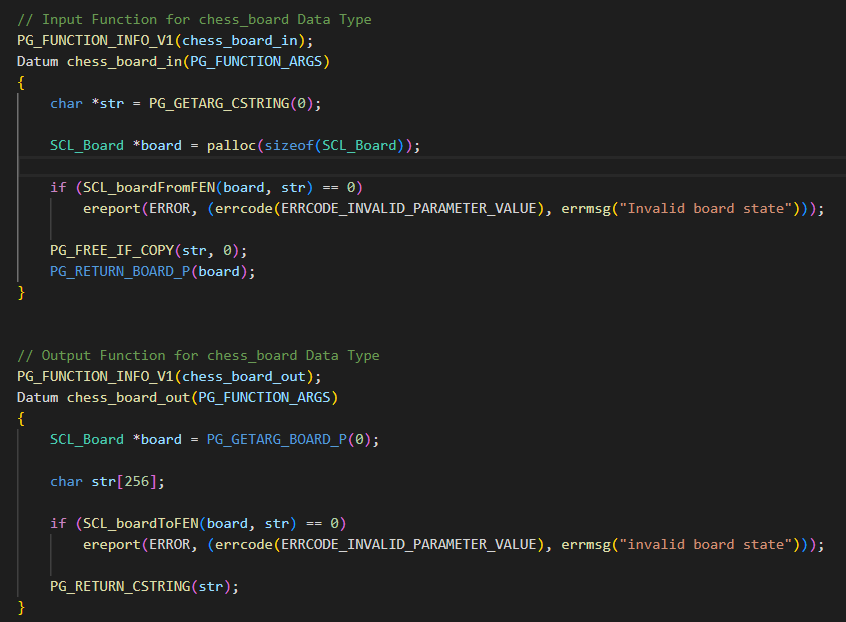 // Input Function for chess_board Data Type
PG_FUNCTION_INFO_V1(chess_board_in);
Datum chess_board_in(PG_FUNCTION_ARGS)
{
    char *str = PG_GETARG_CSTRING(0);
    SCL_Board *board = palloc(sizeof(SCL_Board));
    if (SCL_boardFromFEN(board, str) == 0)
        ereport(ERROR, (errcode(ERRCODE_INVALID_PARAMETER_VALUE), errmsg("Invalid board state")));
    PG_FREE_IF_COPY(str, 0);
    PG_RETURN_BOARD_P(board);
}
// Output Function for chess_board Data Type
PG_FUNCTION_INFO_V1(chess_board_out);
Datum chess_board_out(PG_FUNCTION_ARGS)
{
    SCL_Board *board = PG_GETARG_BOARD_P(0);
    char str[256];
    if (SCL_boardToFEN(board, str) == 0)
        ereport(ERROR, (errcode(ERRCODE_INVALID_PARAMETER_VALUE), errmsg("invalid board state")));
    PG_RETURN_CSTRING(str);
}